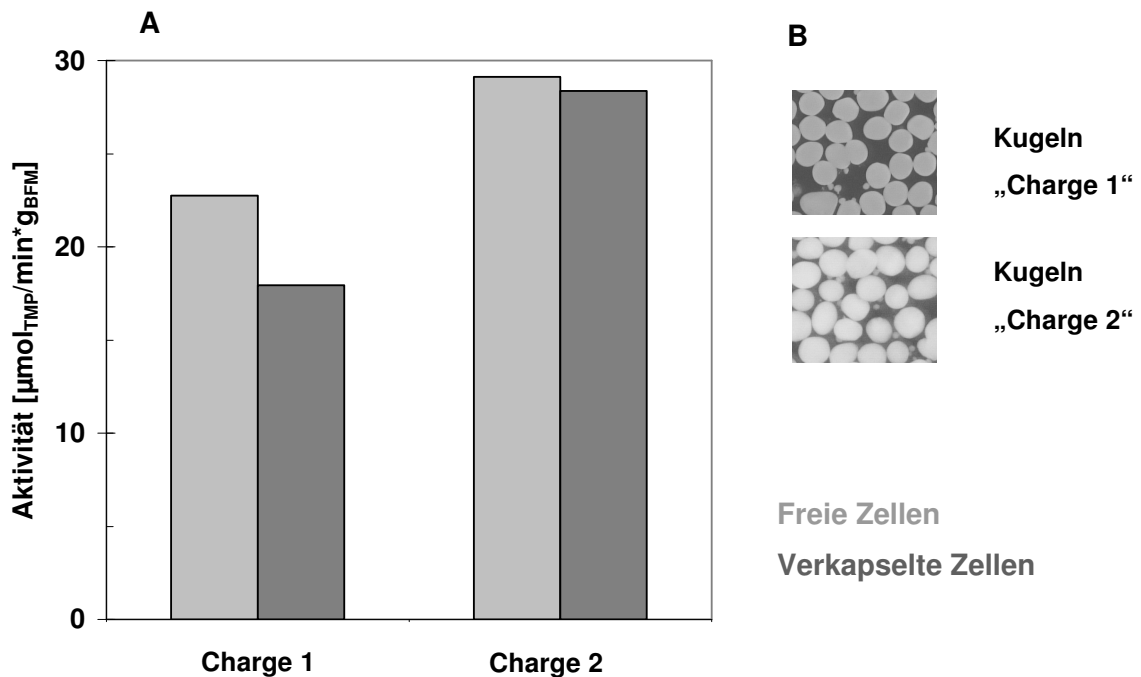 A
B
Aktivität [µmolTMP/min*gBFM]
30
20
10
0
Charge 1
Charge 2
Kugeln
„Charge 1“
Kugeln
„Charge 2“
Freie Zellen
Verkapselte Zellen